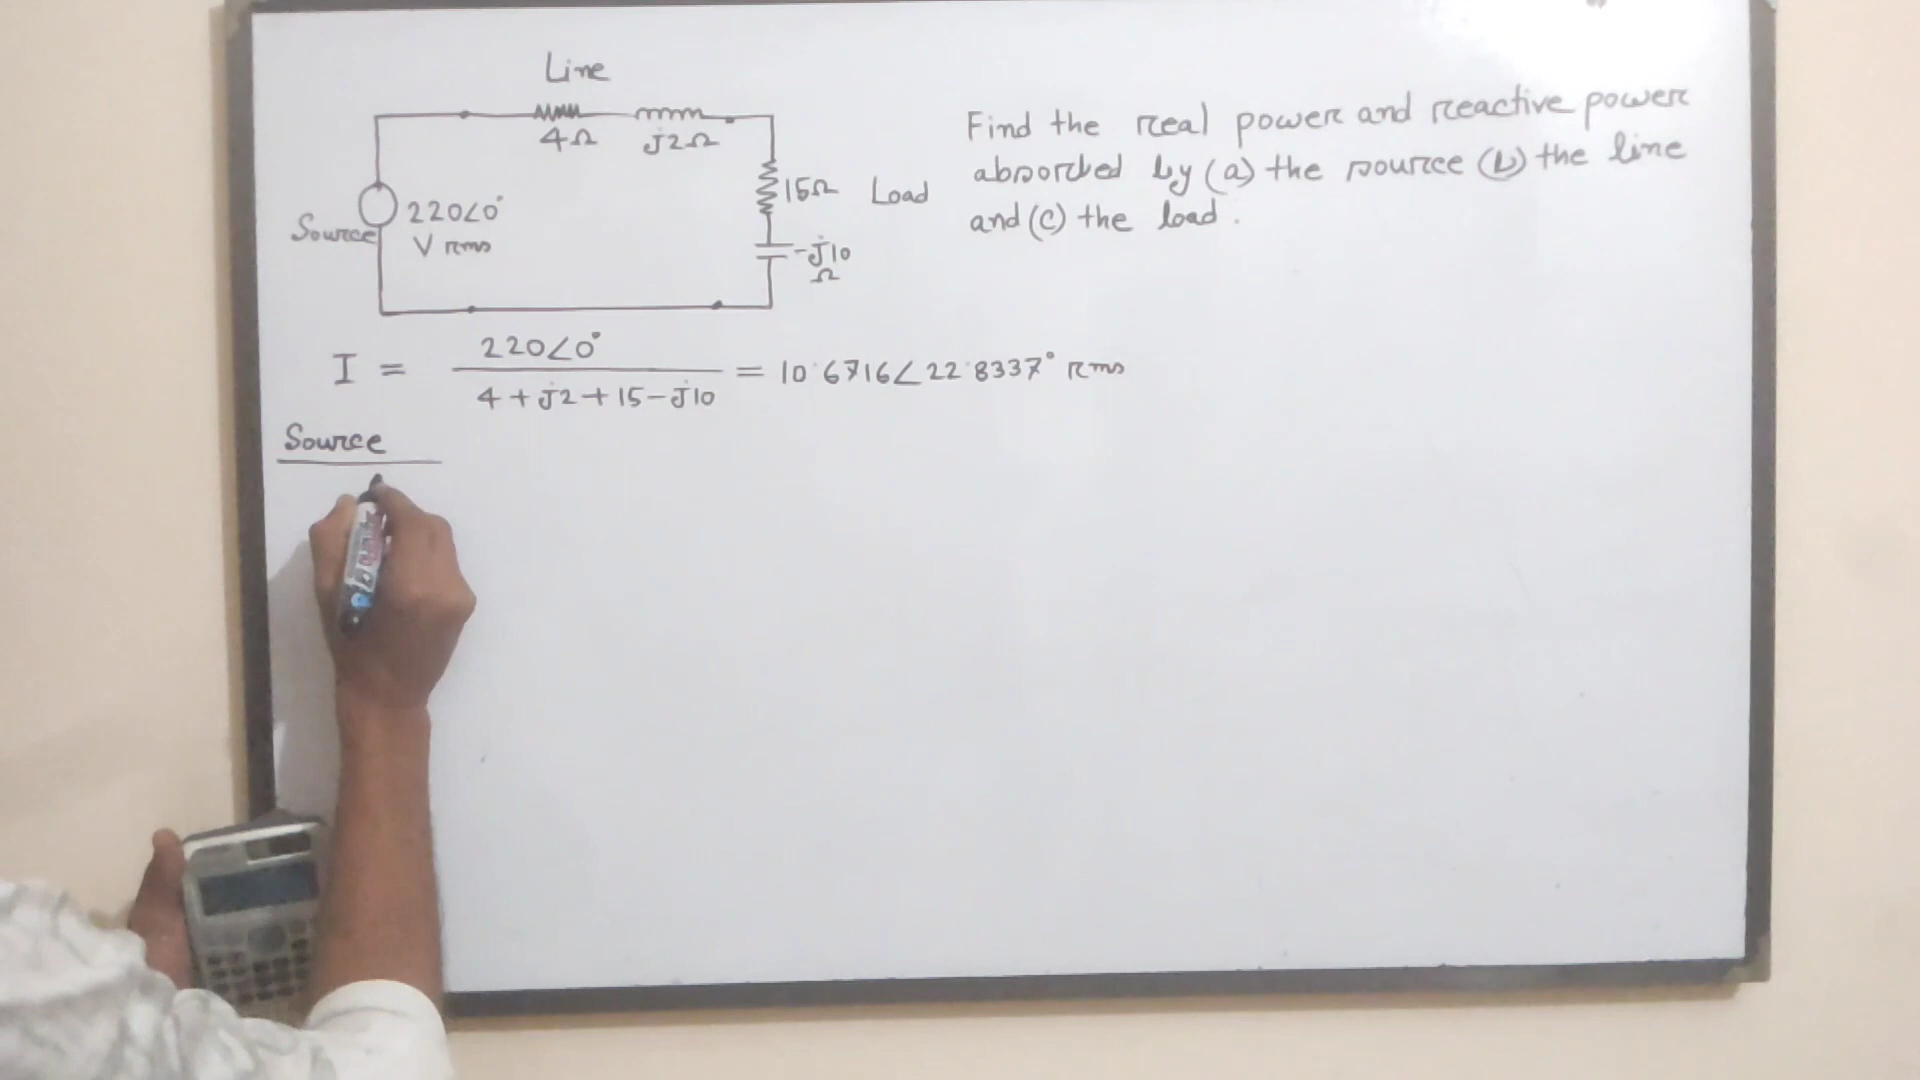 Line
4Ω j2Ω
Source
220∠0°
V rms
15Ω
Load
-j10
Ω
Find the real power and reactive power
absorbed by (a) the source (b) the line
and (c) the load.
I = 220∠0° / 4+j2+15-j10 = 10.6716∠22.8337° rms
Source